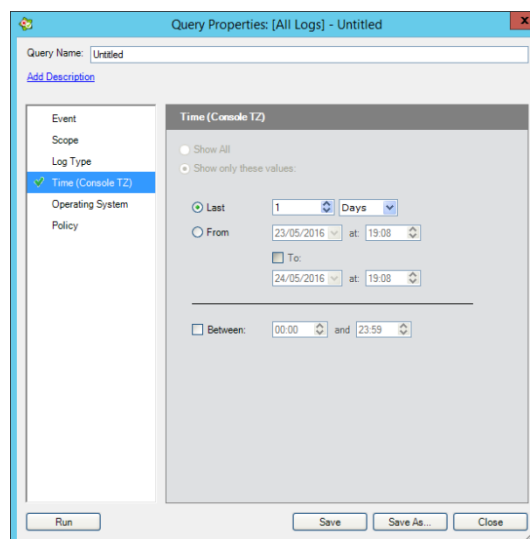 Query Properties: [All Logs] - Untitled
x
Query Name: Untitled
Add Description
Event
Scope
Log Type
Time (Console TZ)
Operating System
Policy
Time (Console TZ)
Show All
Show only these values:
Last 1 Days
From 23/05/2016 at: 19:08
To:
24/05/2016 at: 19:08
Between: 00:00 and 23:59
Run Save Save As... Close